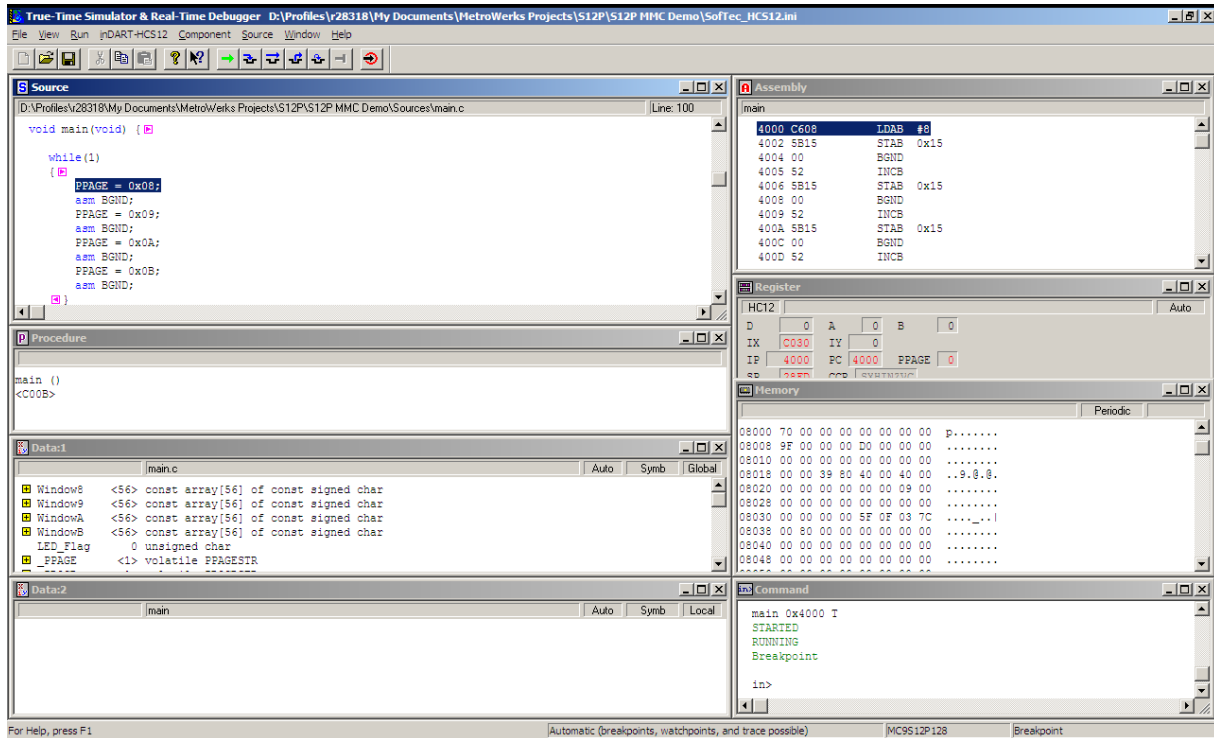 True-Time Simulator & Real-Time Debugger D:\Profiles\r28318\My Documents\MetroWerks Projects\S12P\S12P MMC Demo\SofTec_HCS12.ini
File View Run inDART-HCS12 Component Source Window Help
Source
D:\Profiles\r28318\My Documents\MetroWerks Projects\S12P\S12P MMC Demo\Sources\main.c Line: 100
void main(void) {
while(1)
{
PPAGE = 0x08;
asm BGND;
PPAGE = 0x09;
asm BGND;
PPAGE = 0x0A;
asm BGND;
PPAGE = 0x0B;
asm BGND;
}
Procedure
main ()
<C00B>
Data:1
main.c Auto Symb Global
Window8 <56> const array[56] of const signed char
Window9 <56> const array[56] of const signed char
WindowA <56> const array[56] of const signed char
WindowB <56> const array[56] of const signed char
LED_Flag 0 unsigned char
_PPAGE <1> volatile PPAGESTR
Data:2
main Auto Symb Local
Assembly
main
4000 C608 LDAB #8
4002 5B15 STAB 0x15
4004 00 BGND
4005 52 INCB
4006 5B15 STAB 0x15
4008 00 BGND
4009 52 INCB
400A 5B15 STAB 0x15
400C 00 BGND
400D 52 INCB
Register
HC12 Auto
D 0 A 0 B 0
IX C030 IY 0
IP 4000 PC 4000 PPAGE 0
SP CCR
Memory
Periodic
08000 70 00 00 00 00 00 00 00 p.......
08008 9F 00 00 00 D0 00 00 00 ........
08010 00 00 00 00 00 00 00 00 ........
08018 00 00 39 80 40 00 40 00 ..9.@.@.
08020 00 00 00 00 00 00 09 00 ........
08028 00 00 00 00 00 00 00 00 ........
08030 00 00 00 00 5F 0F 03 7C ...._..|
08038 00 80 00 00 00 00 00 00 ........
08040 00 00 00 00 00 00 00 00 ........
08048 00 00 00 00 00 00 00 00 ........
Command
main 0x4000 T
STARTED
RUNNING
Breakpoint
in>
For Help, press F1 Automatic (breakpoints, watchpoints, and trace possible) MC9S12P128 Breakpoint